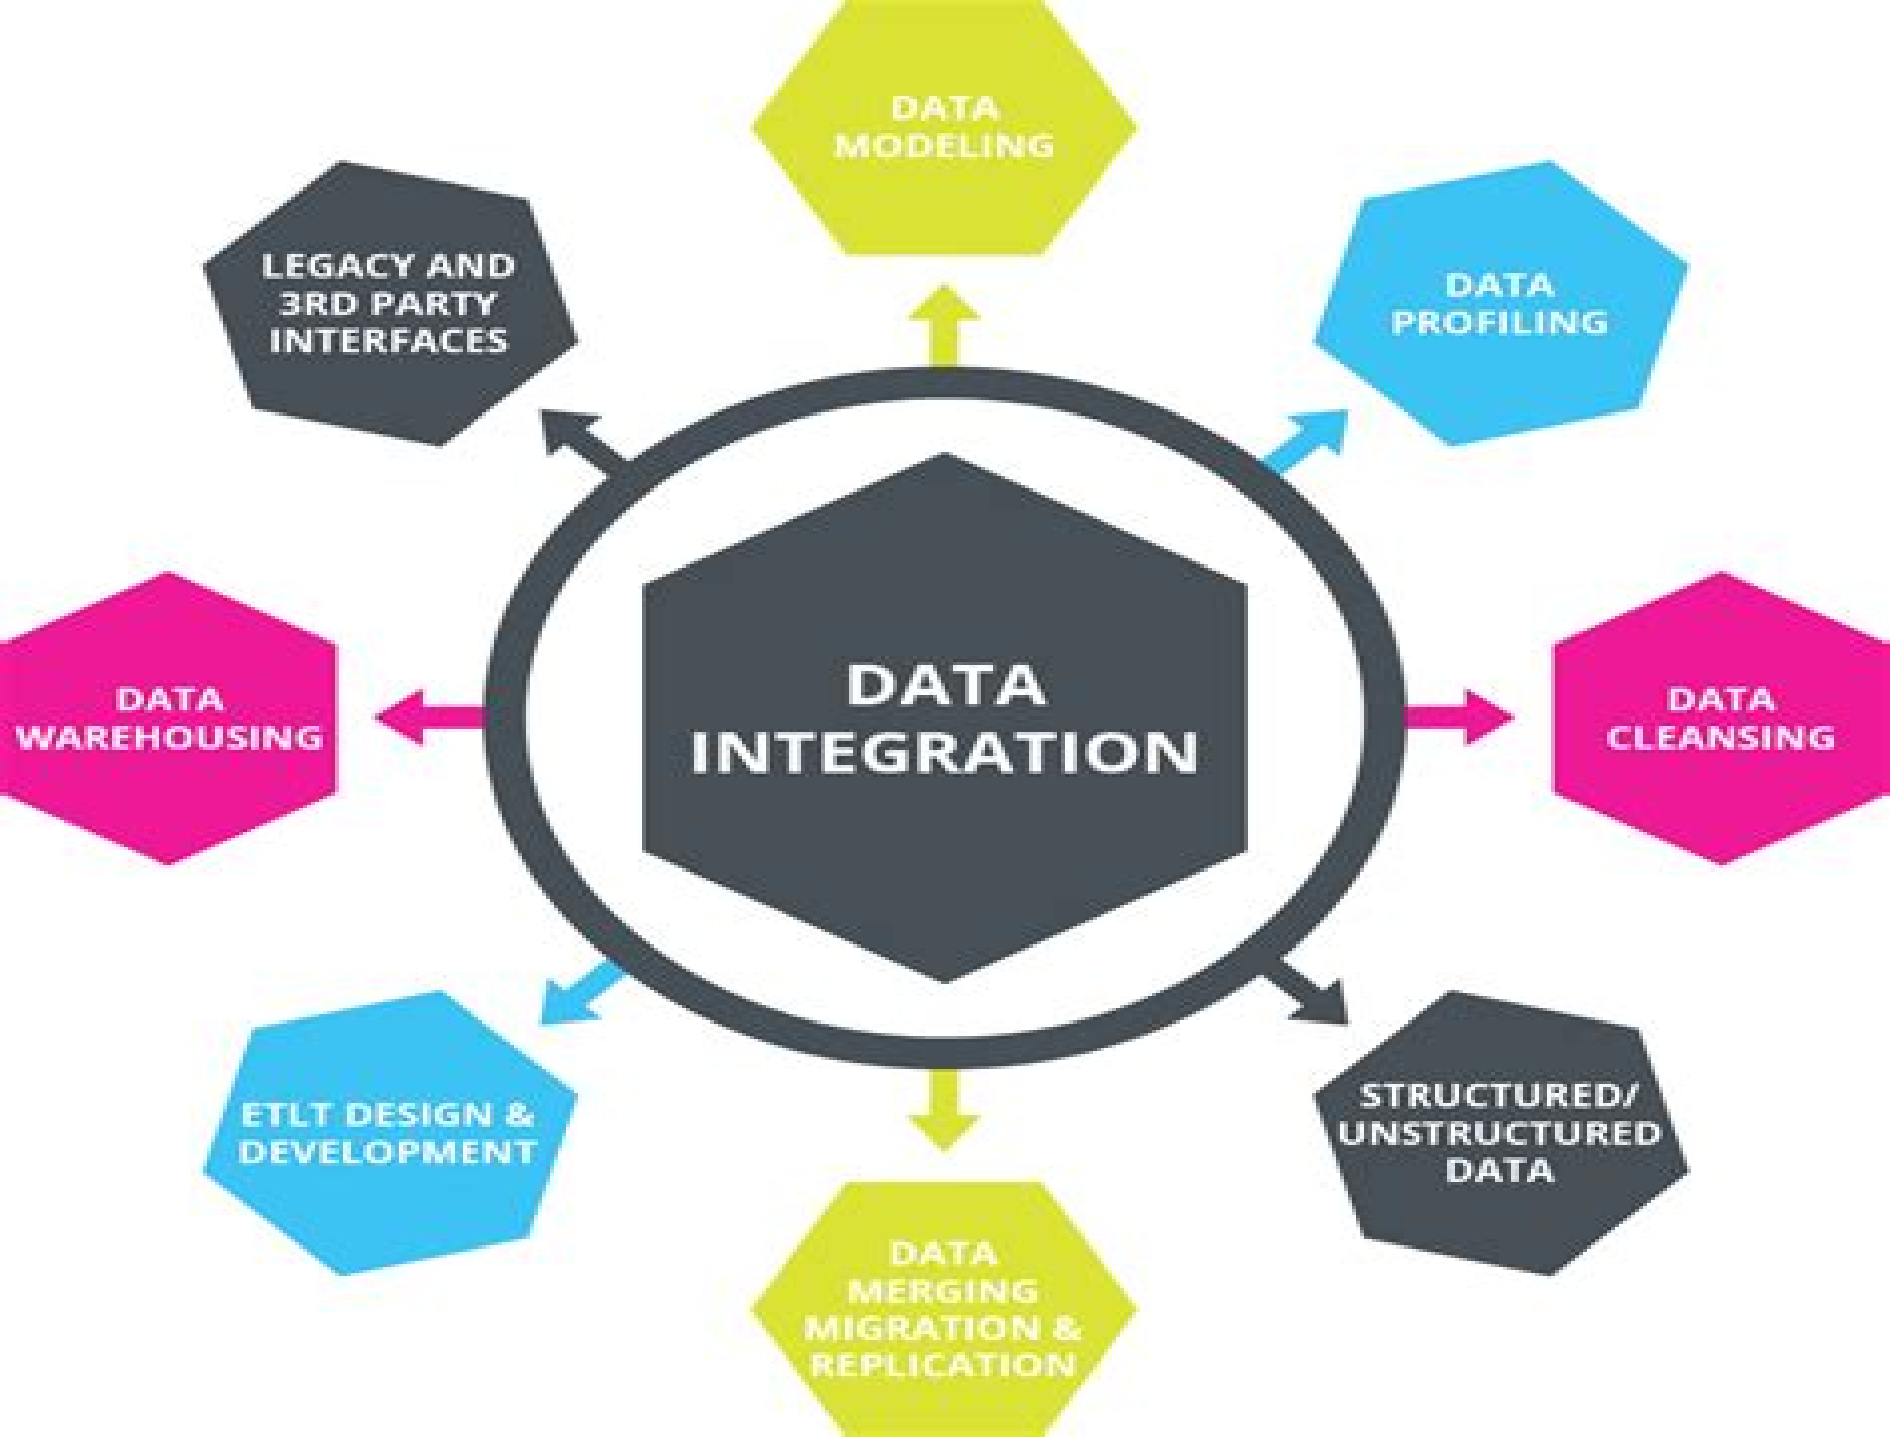 DATA
MODELING
LEGACY AND
3RD PARTY
INTERFACES
DATA
PROFILING
DATA
INTEGRATION
DATA
WAREHOUSING
DATA
CLEANSING
ETLT DESIGN &
DEVELOPMENT
STRUCTURED/
UNSTRUCTURED
DATA
DATA
MERGING
MIGRATION &
REPLICATION